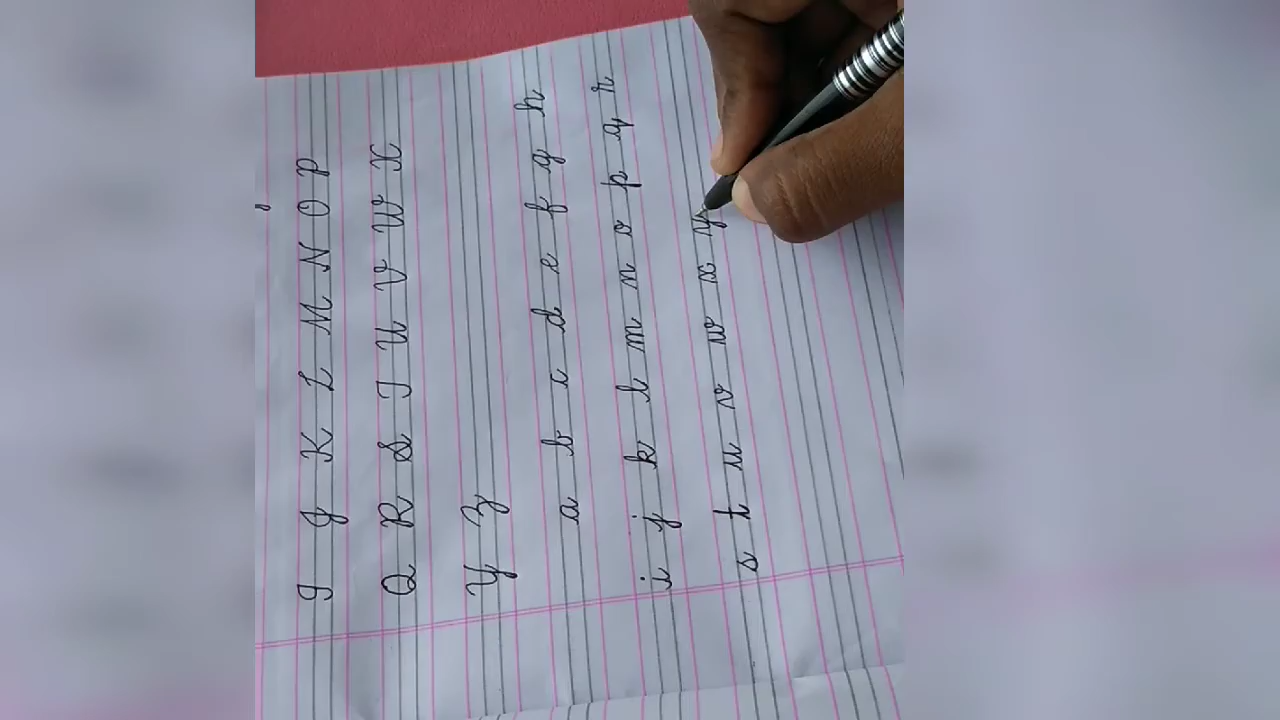 I J K L M N O P
Q R S T U V W X
Y Z
a b c d e f g h
i j k l m n o p q r
s t u v w x y